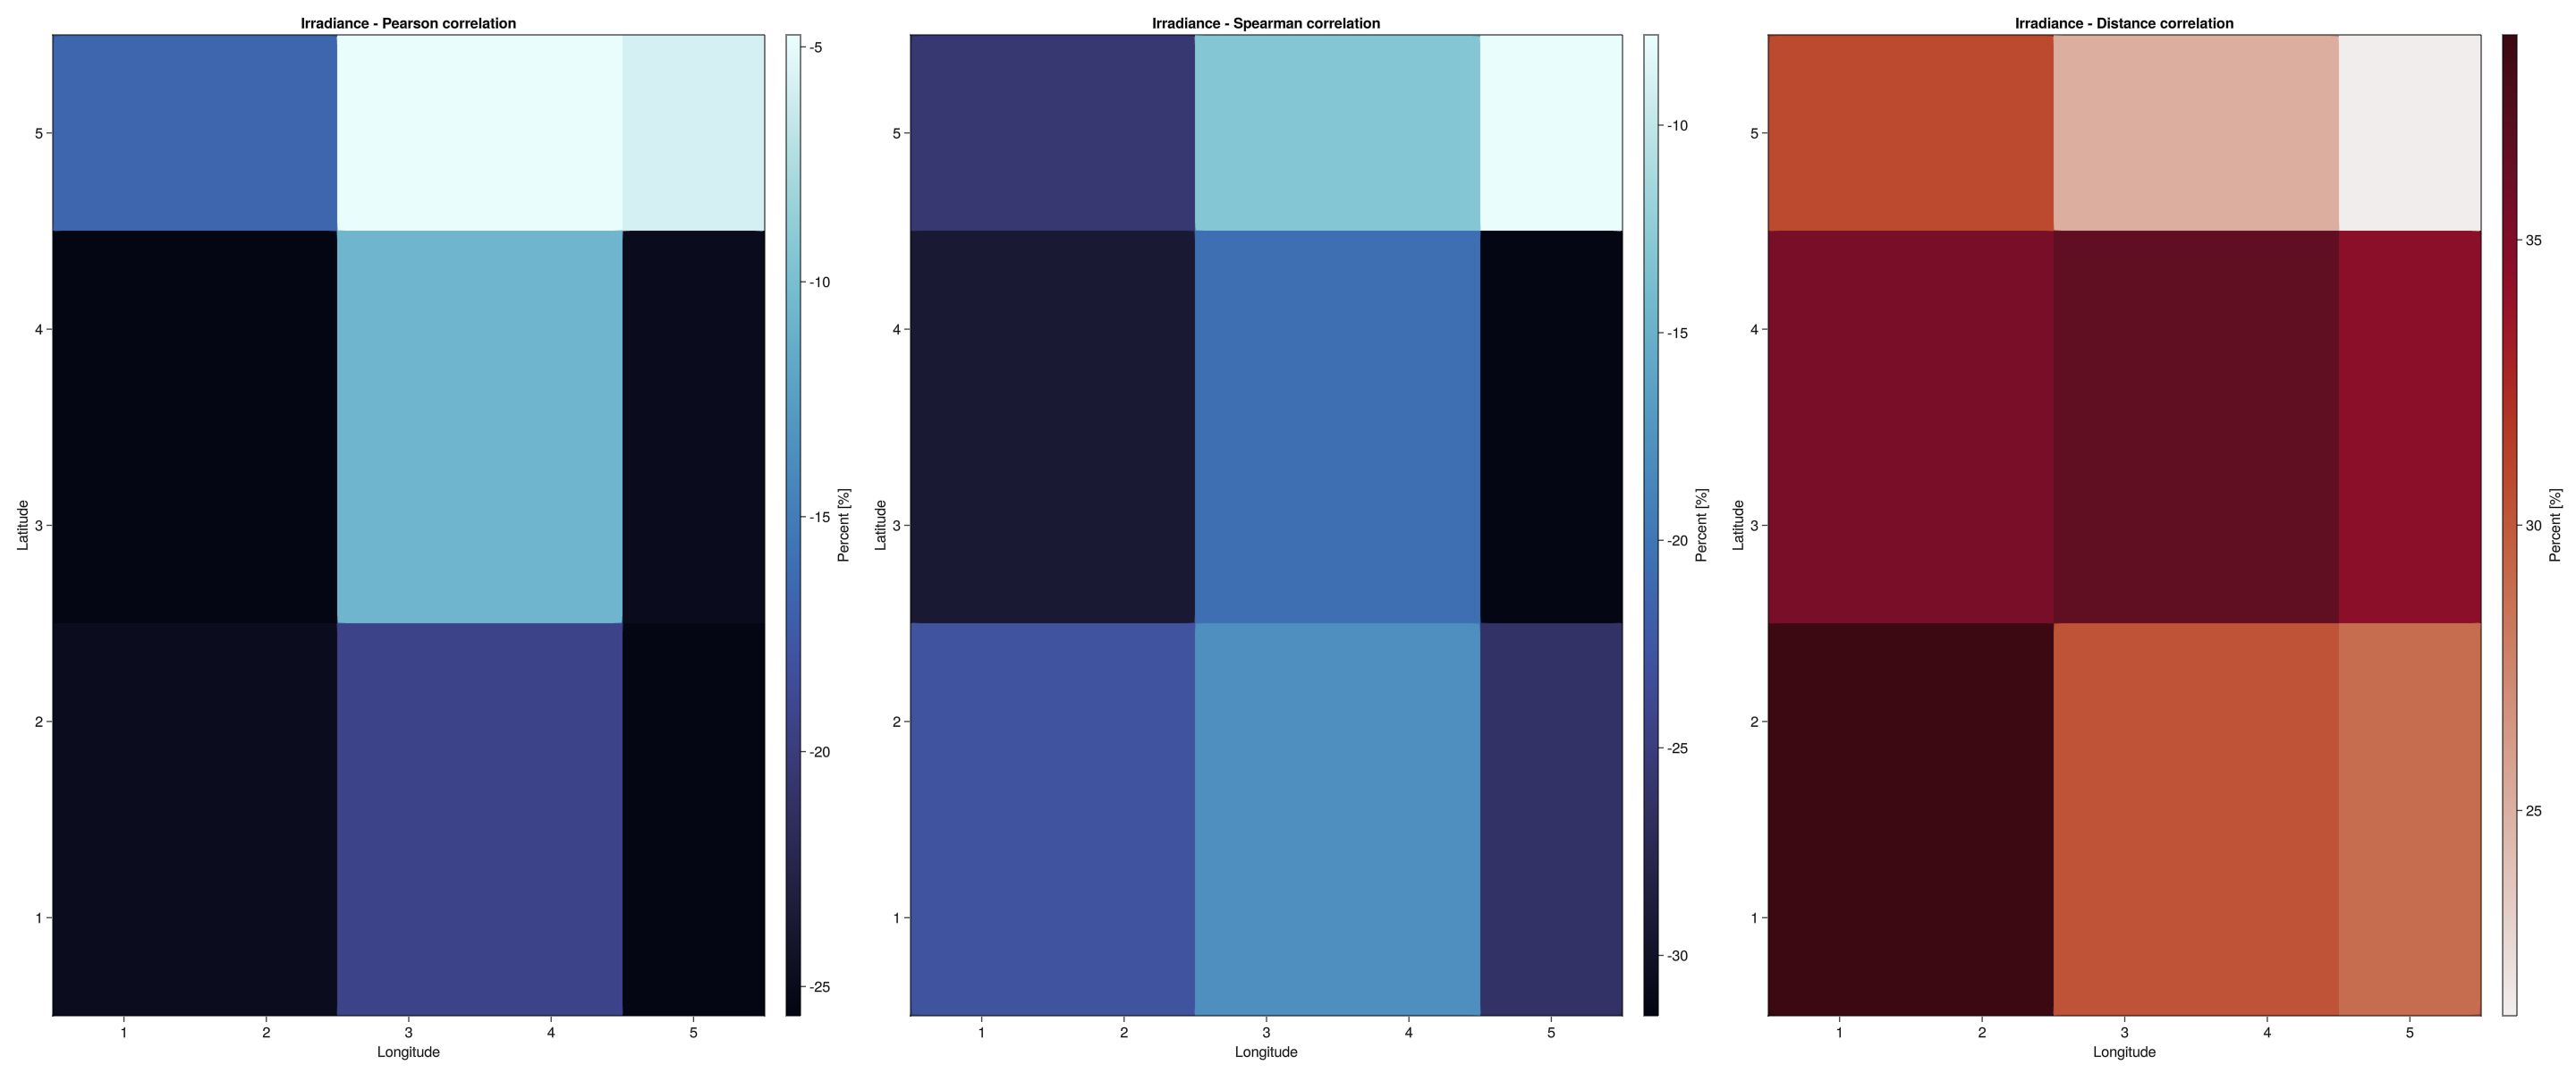 Irradiance - Pearson correlation
Latitude
5
4
3
2
1
1 2 3 4 5
Longitude
-5
-10
-15
-20
-25
Percent [%]
Irradiance - Spearman correlation
Latitude
5
4
3
2
1
1 2 3 4 5
Longitude
-10
-15
-20
-25
-30
Percent [%]
Irradiance - Distance correlation
Latitude
5
4
3
2
1
1 2 3 4 5
Longitude
35
30
25
Percent [%]